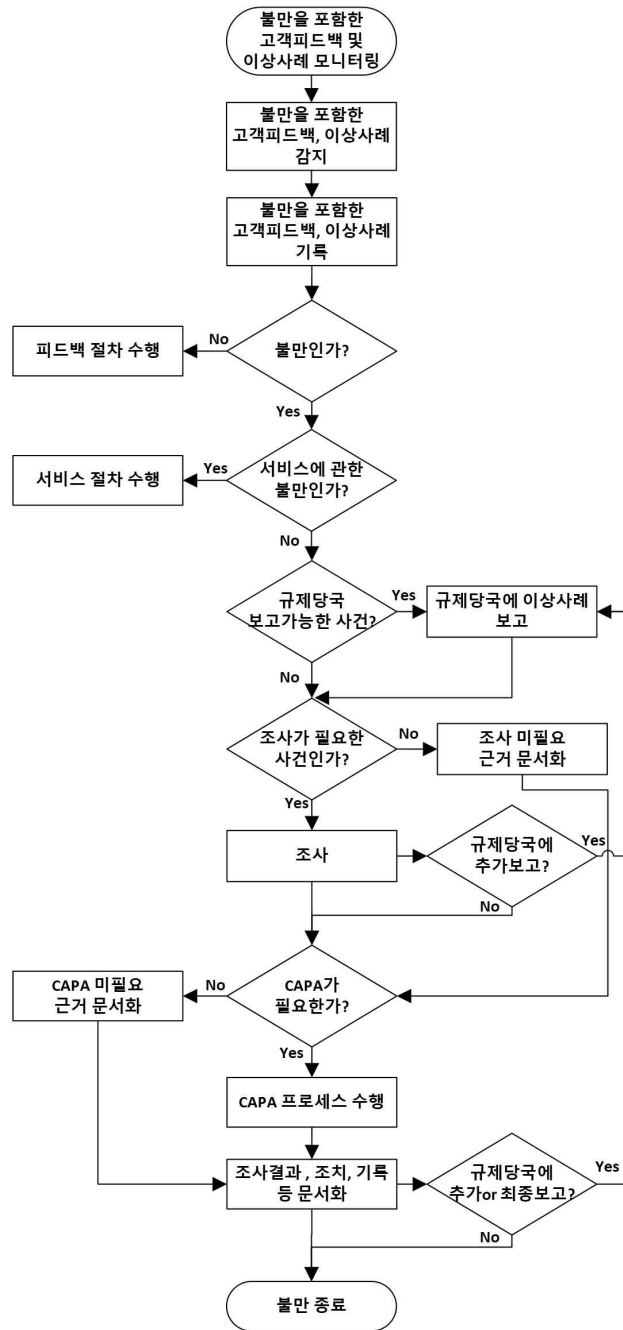 불만을 포함한
고객피드백 및
이상사례 모니터링
불만을 포함한
고객피드백, 이상사례
감지
불만을 포함한
고객피드백, 이상사례
기록
불만인가?
No
피드백 절차 수행
Yes
서비스에 관한
불만인가?
Yes
서비스 절차 수행
No
규제당국
보고가능한 사건?
Yes
규제당국에 이상사례
보고
No
조사가 필요한
사건인가?
No
조사 미필요
근거 문서화
Yes
조사
규제당국에
추가보고?
Yes
No
CAPA가
필요한가?
No
CAPA 미필요
근거 문서화
Yes
CAPA 프로세스 수행
조사결과 , 조치, 기록
등 문서화
규제당국에
추가or 최종보고?
Yes
No
불만 종료